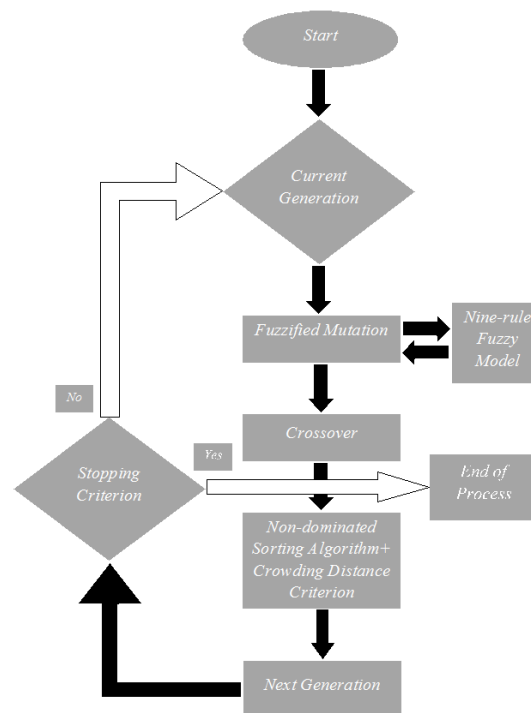 Start
Current
Generation
Fuzzified Mutation
Nine-rule
Fuzzy
Model
No
Crossover
Yes
Stopping
Criterion
End of
Process
Non-dominated
Sorting Algorithm+
Crowding Distance
Criterion
Next Generation